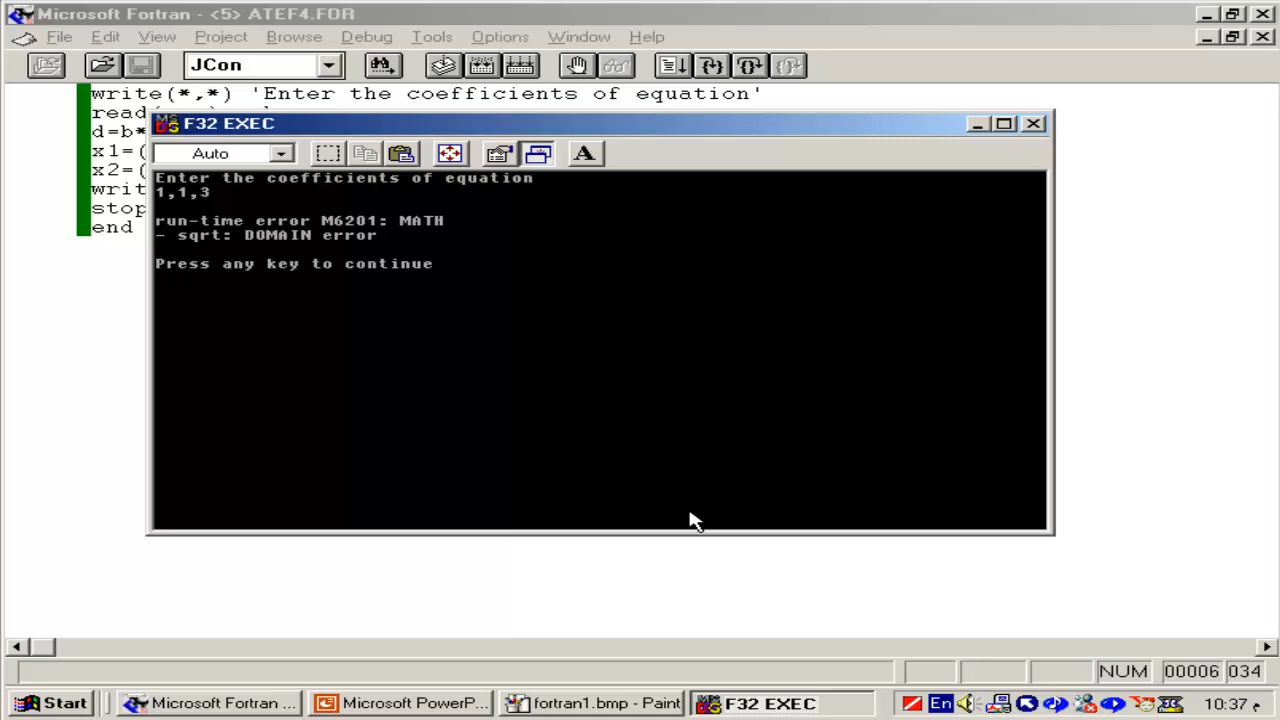 Microsoft Fortran - <5> ATEF4.FOR
File Edit View Project Browse Debug Tools Options Window Help
JCon
write(*,*) 'Enter the coefficients of equation'
read
d=b*
x1=(
x2=(
writ
stop
end
F32 EXEC
Auto
A
Enter the coefficients of equation
1,1,3
run-time error M6201: MATH
- sqrt: DOMAIN error
Press any key to continue
NUM 00006 034
Start Microsoft Fortran ... Microsoft PowerP... fortran1.bmp - Paint F32 EXEC En 10:37 م